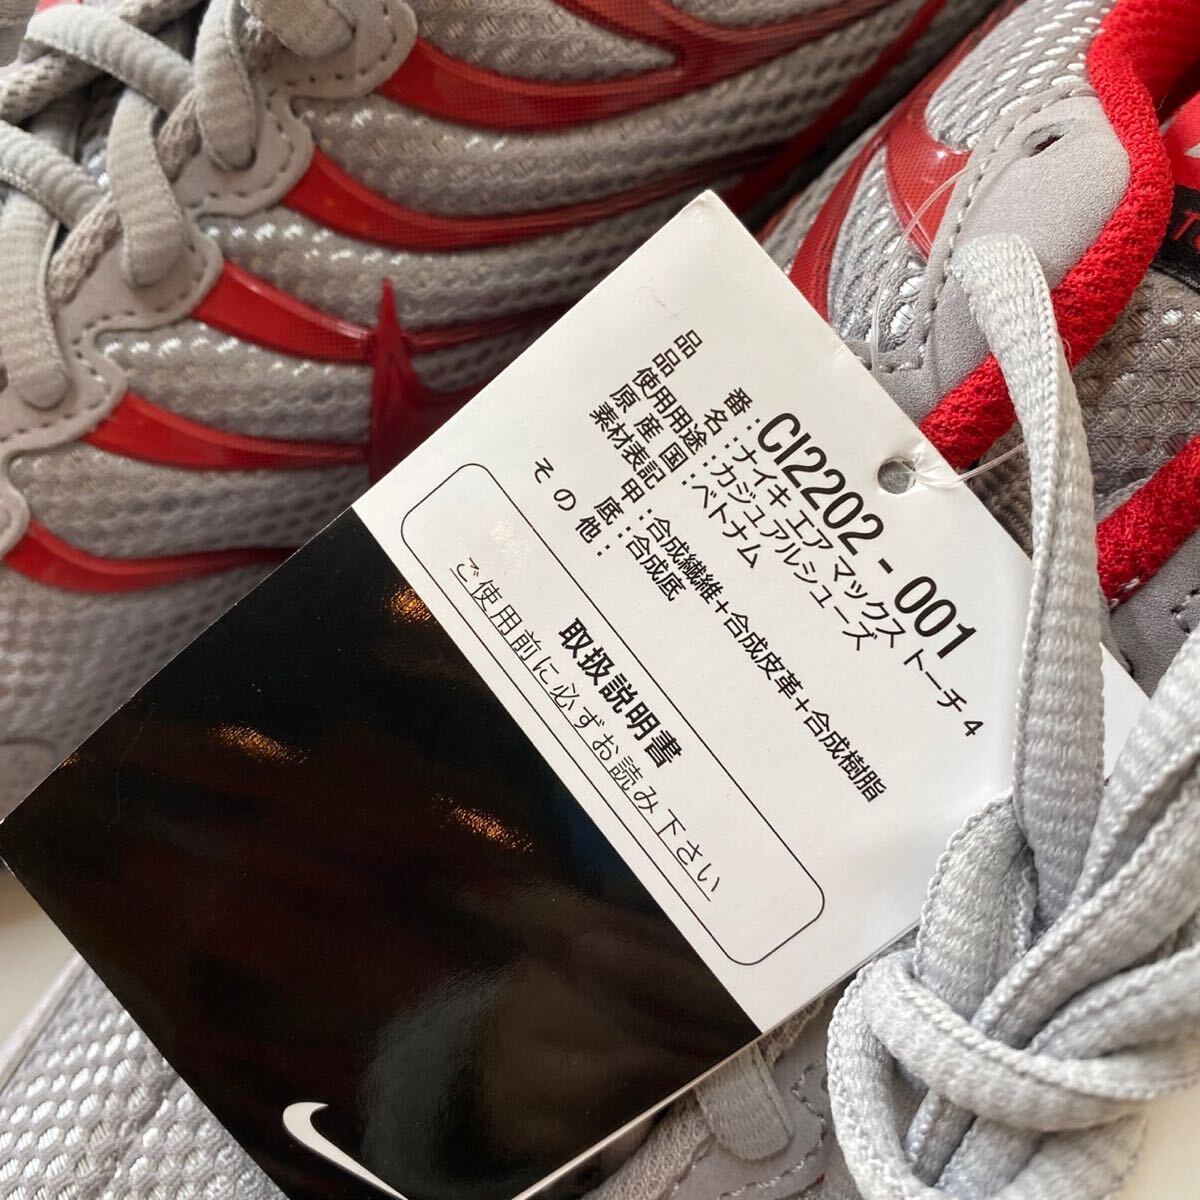 品番：CI2202-001
品名：ナイキ エア マックス トーチ 4
使用用途：カジュアルシューズ
原産国：ベトナム
素材表記 甲：合成繊維+合成皮革+合成樹脂
底：合成底
その他：
取扱説明書
ご使用前に必ずお読み下さい